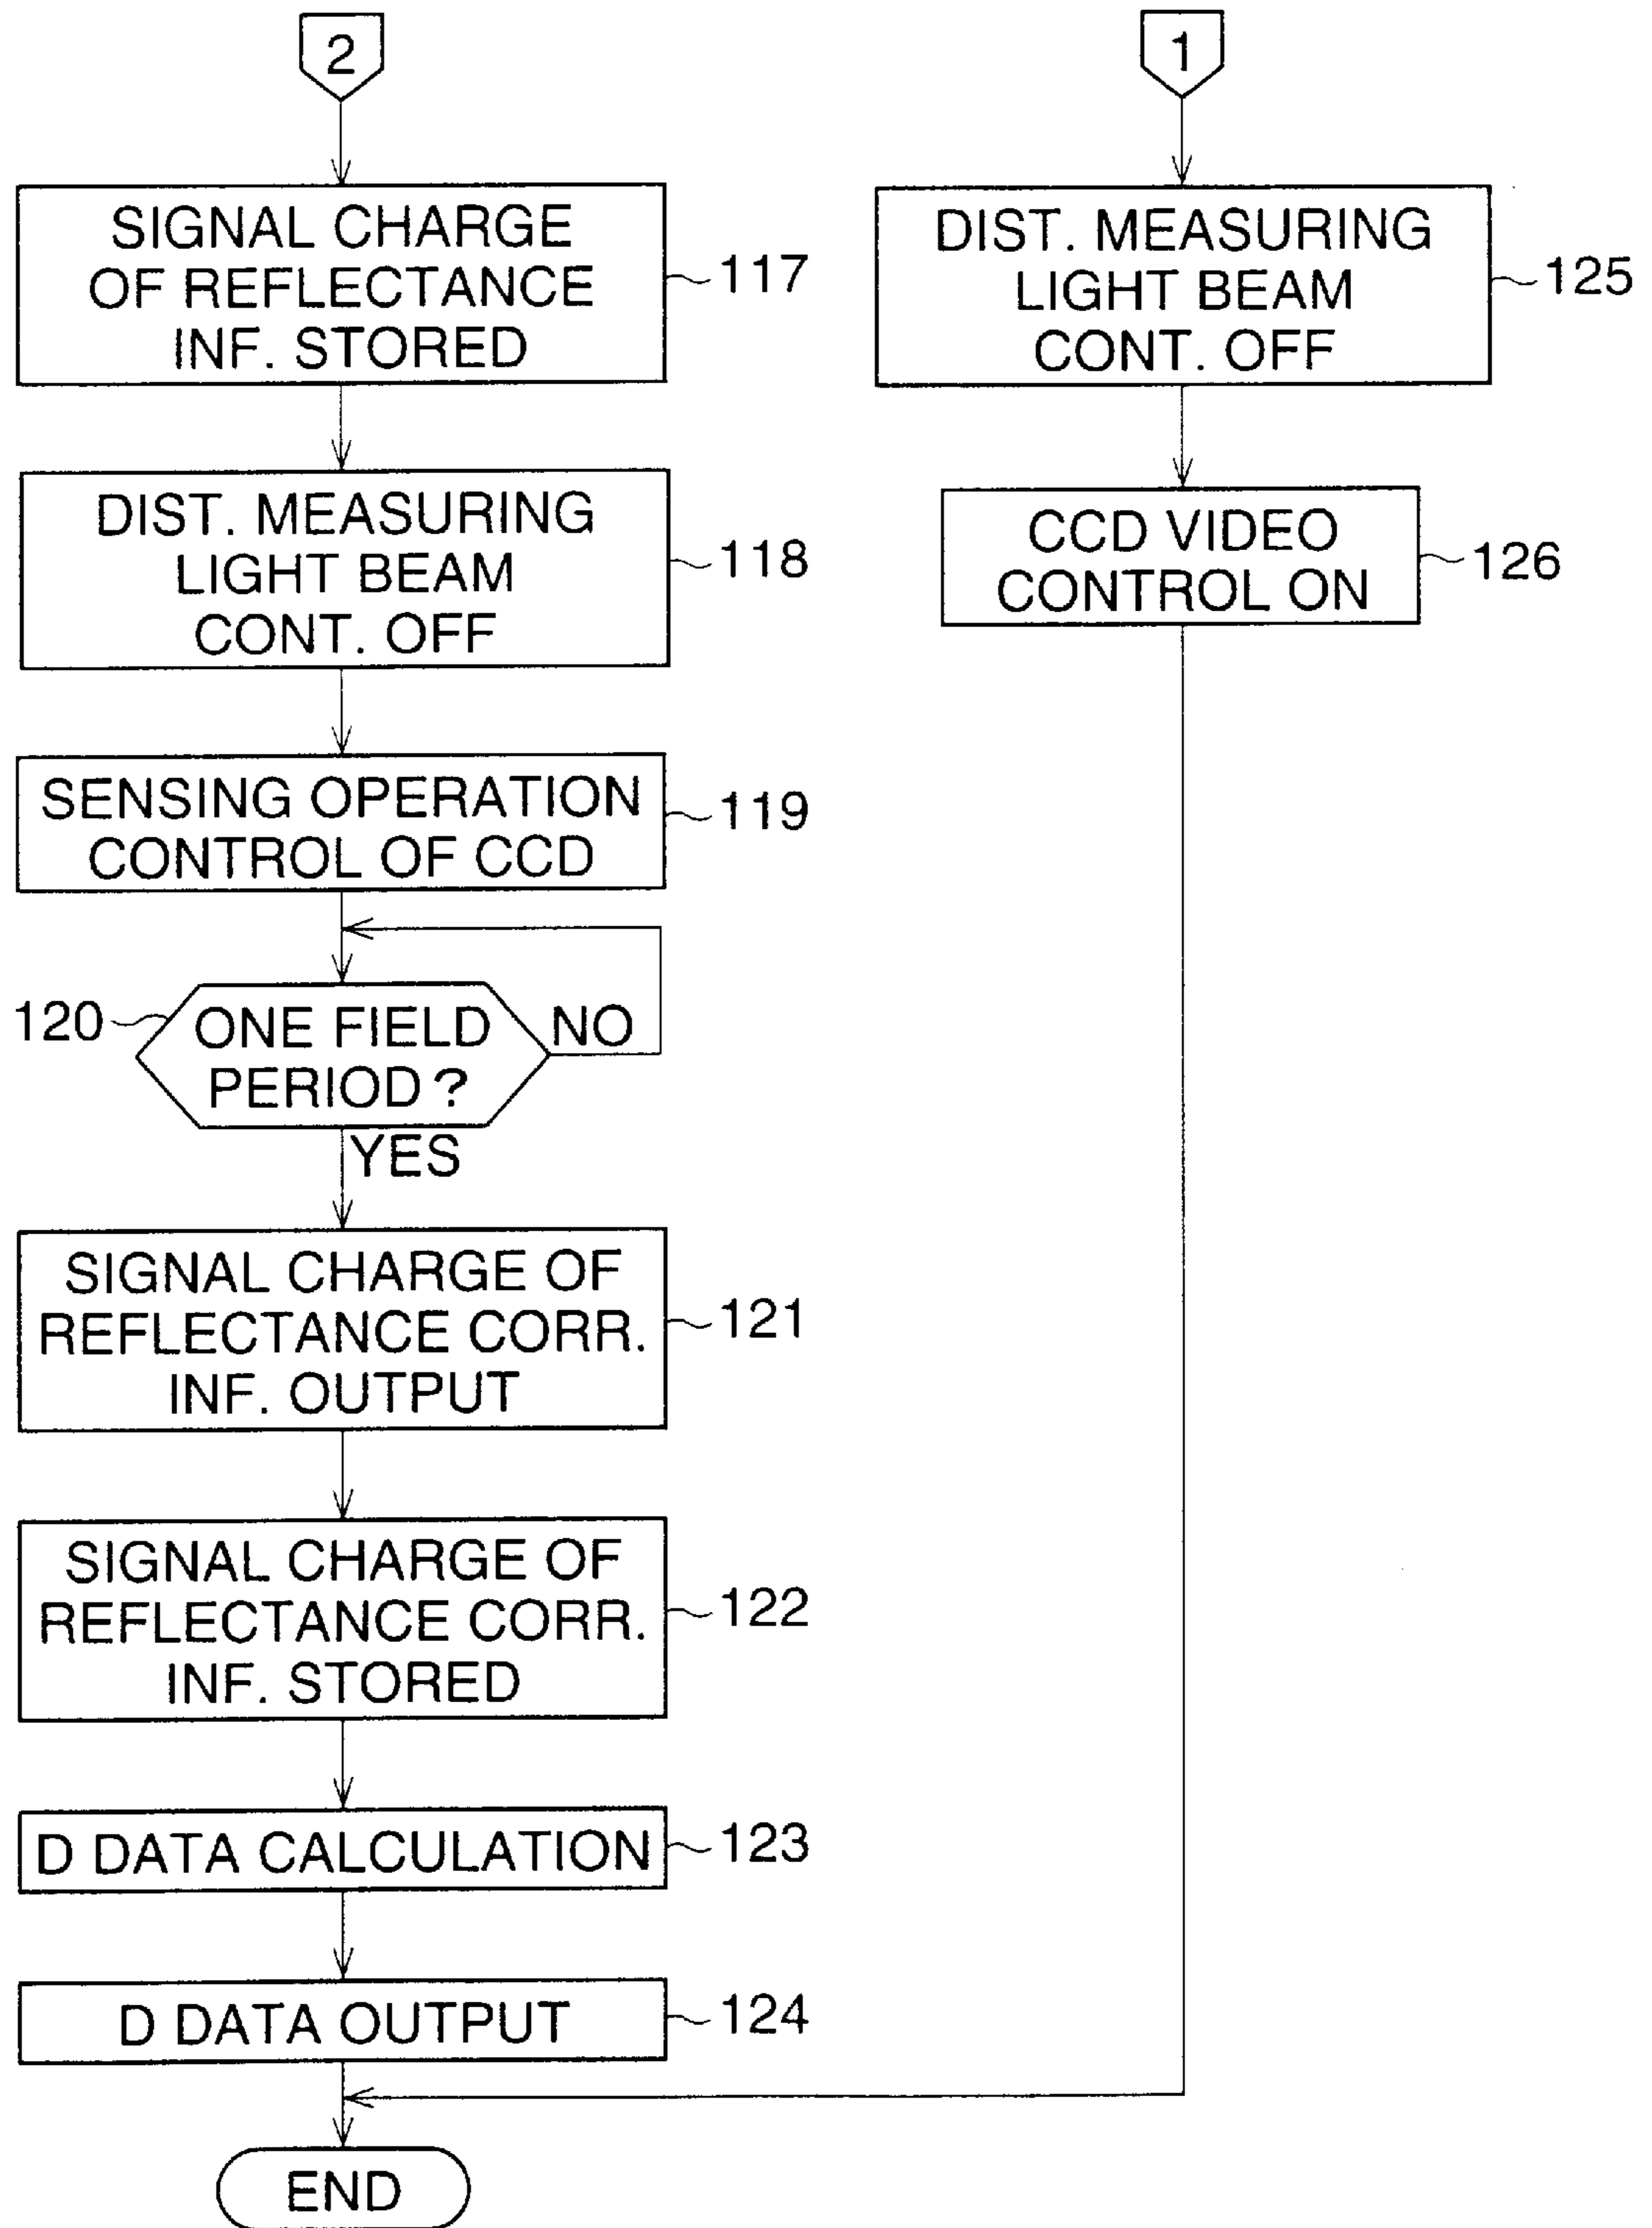 2
SIGNAL CHARGE
OF REFLECTANCE
INF. STORED
117
DIST. MEASURING
LIGHT BEAM
CONT. OFF
118
SENSING OPERATION
CONTROL OF CCD
119
120
ONE FIELD
PERIOD?
NO
YES
SIGNAL CHARGE OF
REFLECTANCE CORR.
INF. OUTPUT
121
SIGNAL CHARGE OF
REFLECTANCE CORR.
INF. STORED
122
D DATA CALCULATION
123
D DATA OUTPUT
124
END
1
DIST. MEASURING
LIGHT BEAM
CONT. OFF
125
CCD VIDEO
CONTROL ON
126